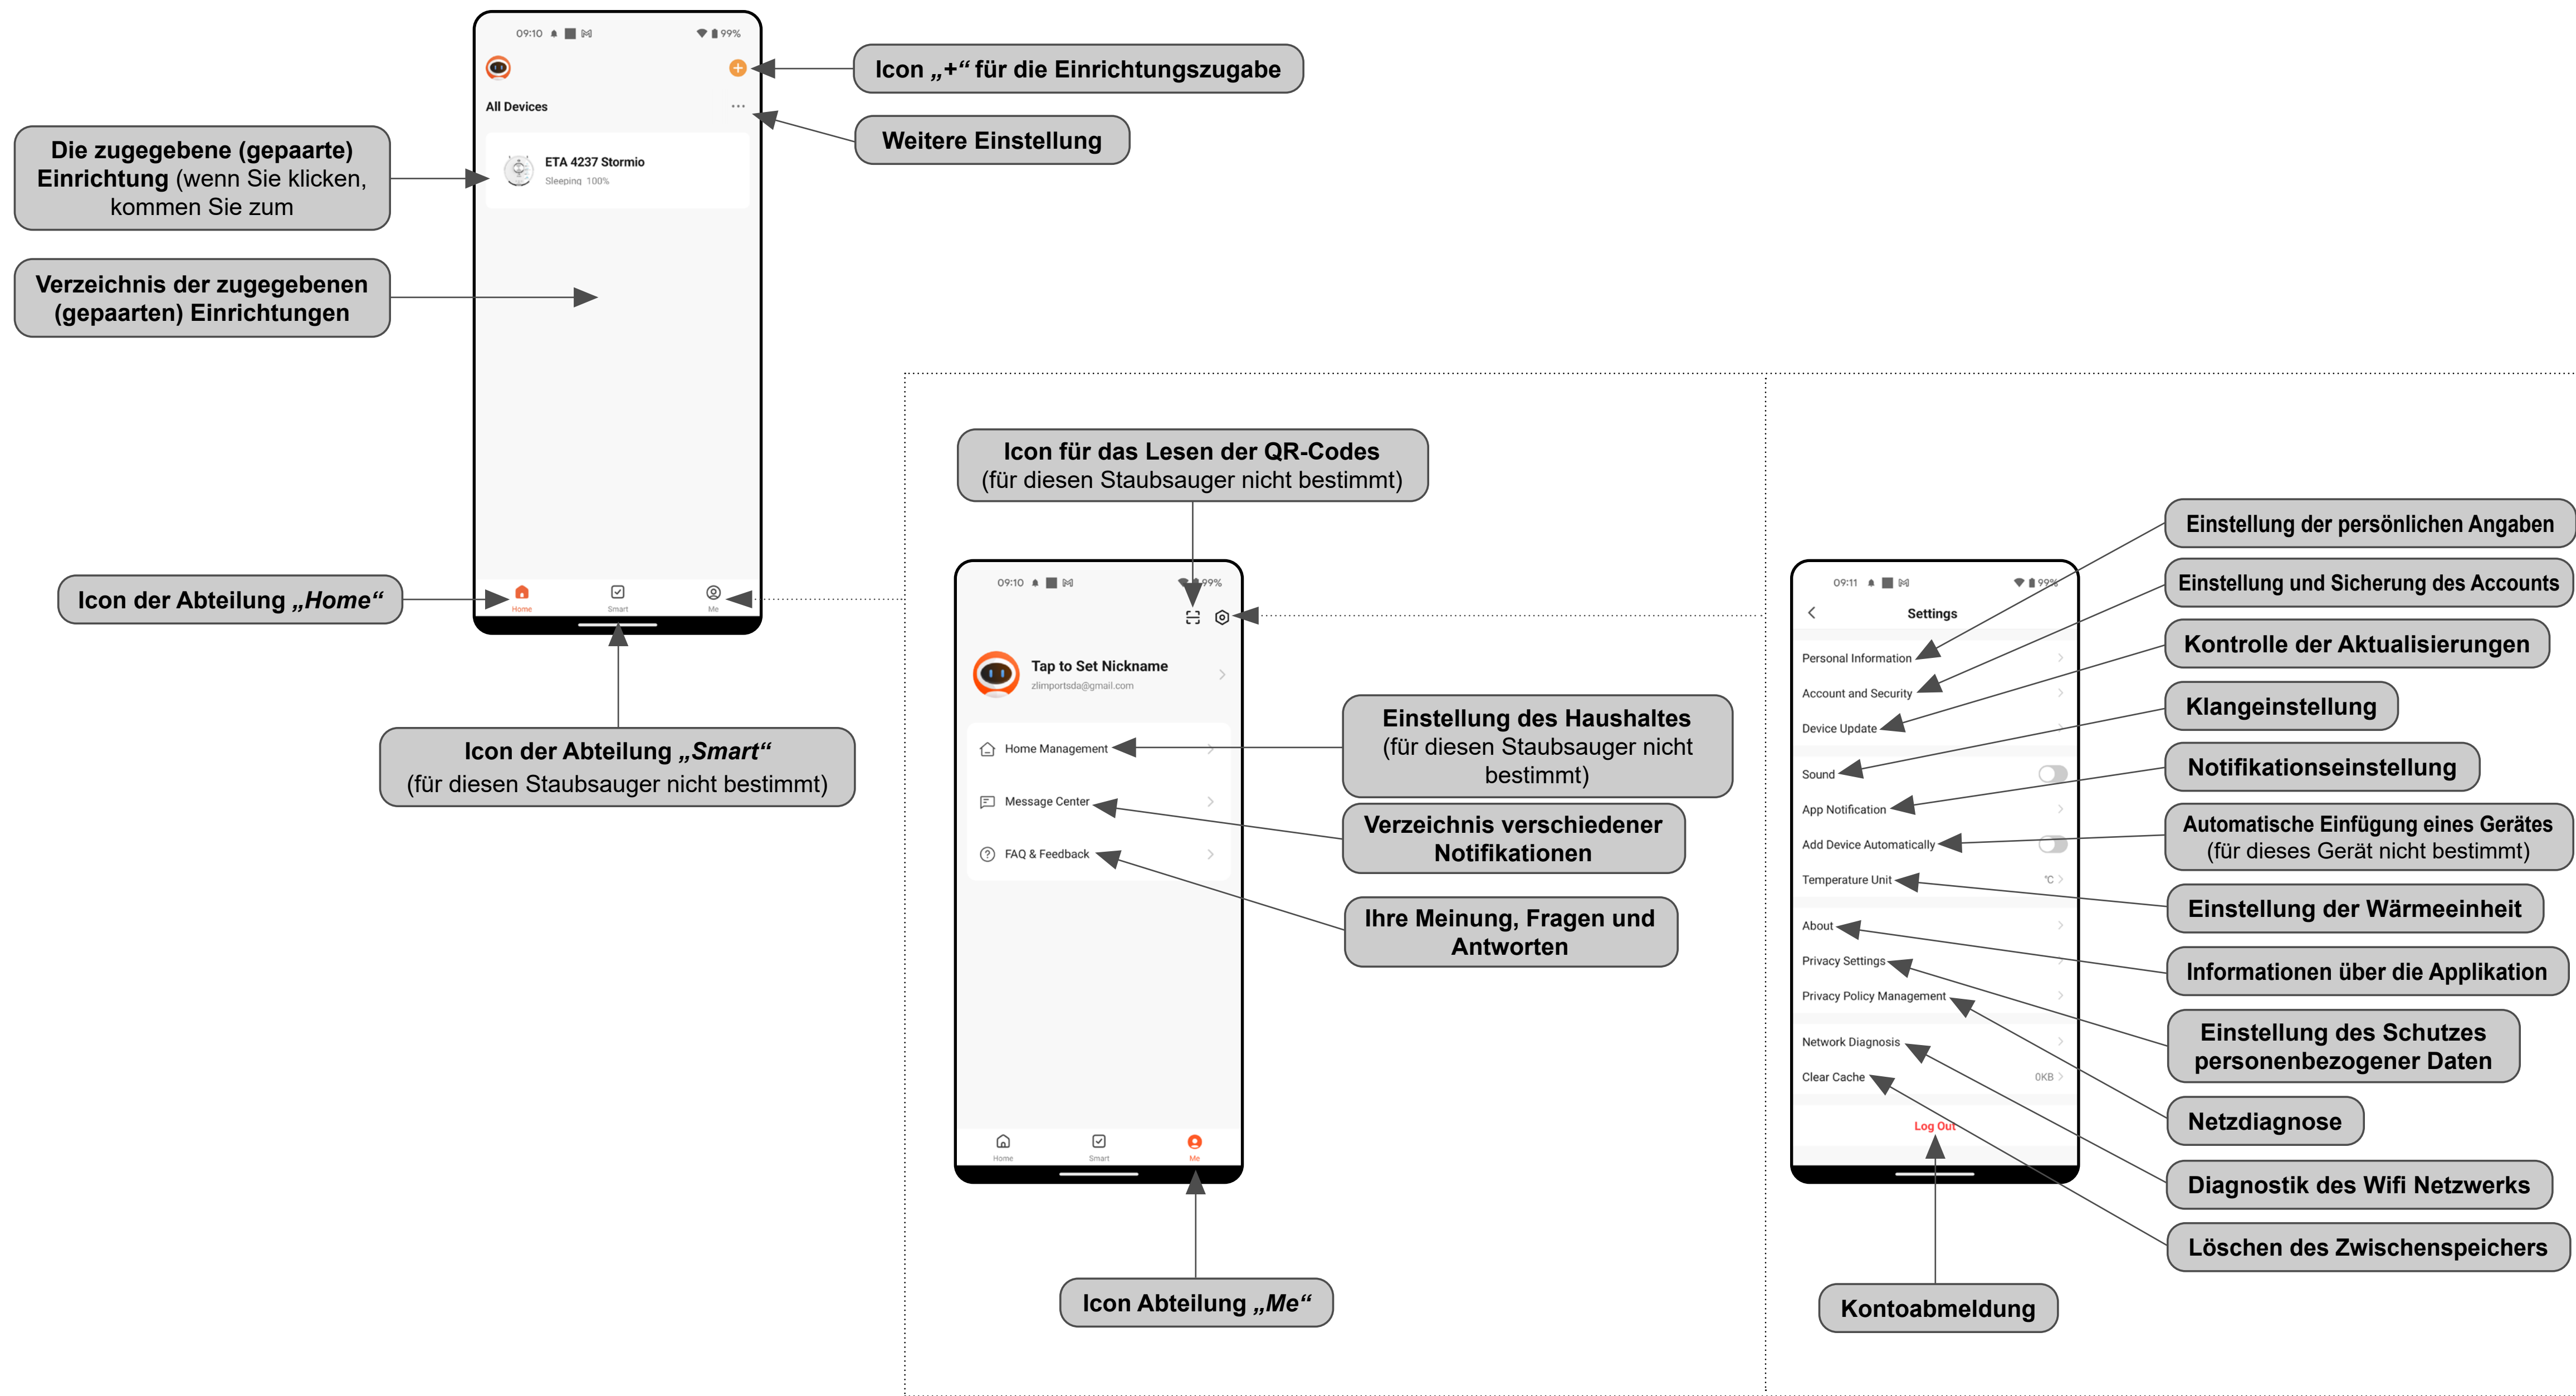 09:10
99%
Icon „+“ für die Einrichtungszugabe
All Devices
Weitere Einstellung
Die zugegebene (gepaarte)
Einrichtung (wenn Sie klicken,
kommen Sie zum
ETA 4237 Stormio
Sleeping 100%
Verzeichnis der zugegebenen
(gepaarten) Einrichtungen
Icon der Abteilung „Home“
Home
Smart
Me
Icon der Abteilung „Smart“
(für diesen Staubsauger nicht bestimmt)
Icon für das Lesen der QR-Codes
(für diesen Staubsauger nicht bestimmt)
09:10
99%
Tap to Set Nickname
zlimportsda@gmail.com
Home Management
Message Center
FAQ & Feedback
Einstellung des Haushaltes
(für diesen Staubsauger nicht
bestimmt)
Verzeichnis verschiedener
Notifikationen
Ihre Meinung, Fragen und
Antworten
Home
Smart
Me
Icon Abteilung „Me“
09:11
99%
Settings
Personal Information
Account and Security
Device Update
Sound
App Notification
Add Device Automatically
Temperature Unit
°C
About
Privacy Settings
Privacy Policy Management
Network Diagnosis
Clear Cache
0KB
Log Out
Einstellung der persönlichen Angaben
Einstellung und Sicherung des Accounts
Kontrolle der Aktualisierungen
Klangeinstellung
Notifikationseinstellung
Automatische Einfügung eines Gerätes
(für dieses Gerät nicht bestimmt)
Einstellung der Wärmeeinheit
Informationen über die Applikation
Einstellung des Schutzes
personenbezogener Daten
Netzdiagnose
Diagnostik des Wifi Netzwerks
Löschen des Zwischenspeichers
Kontoabmeldung